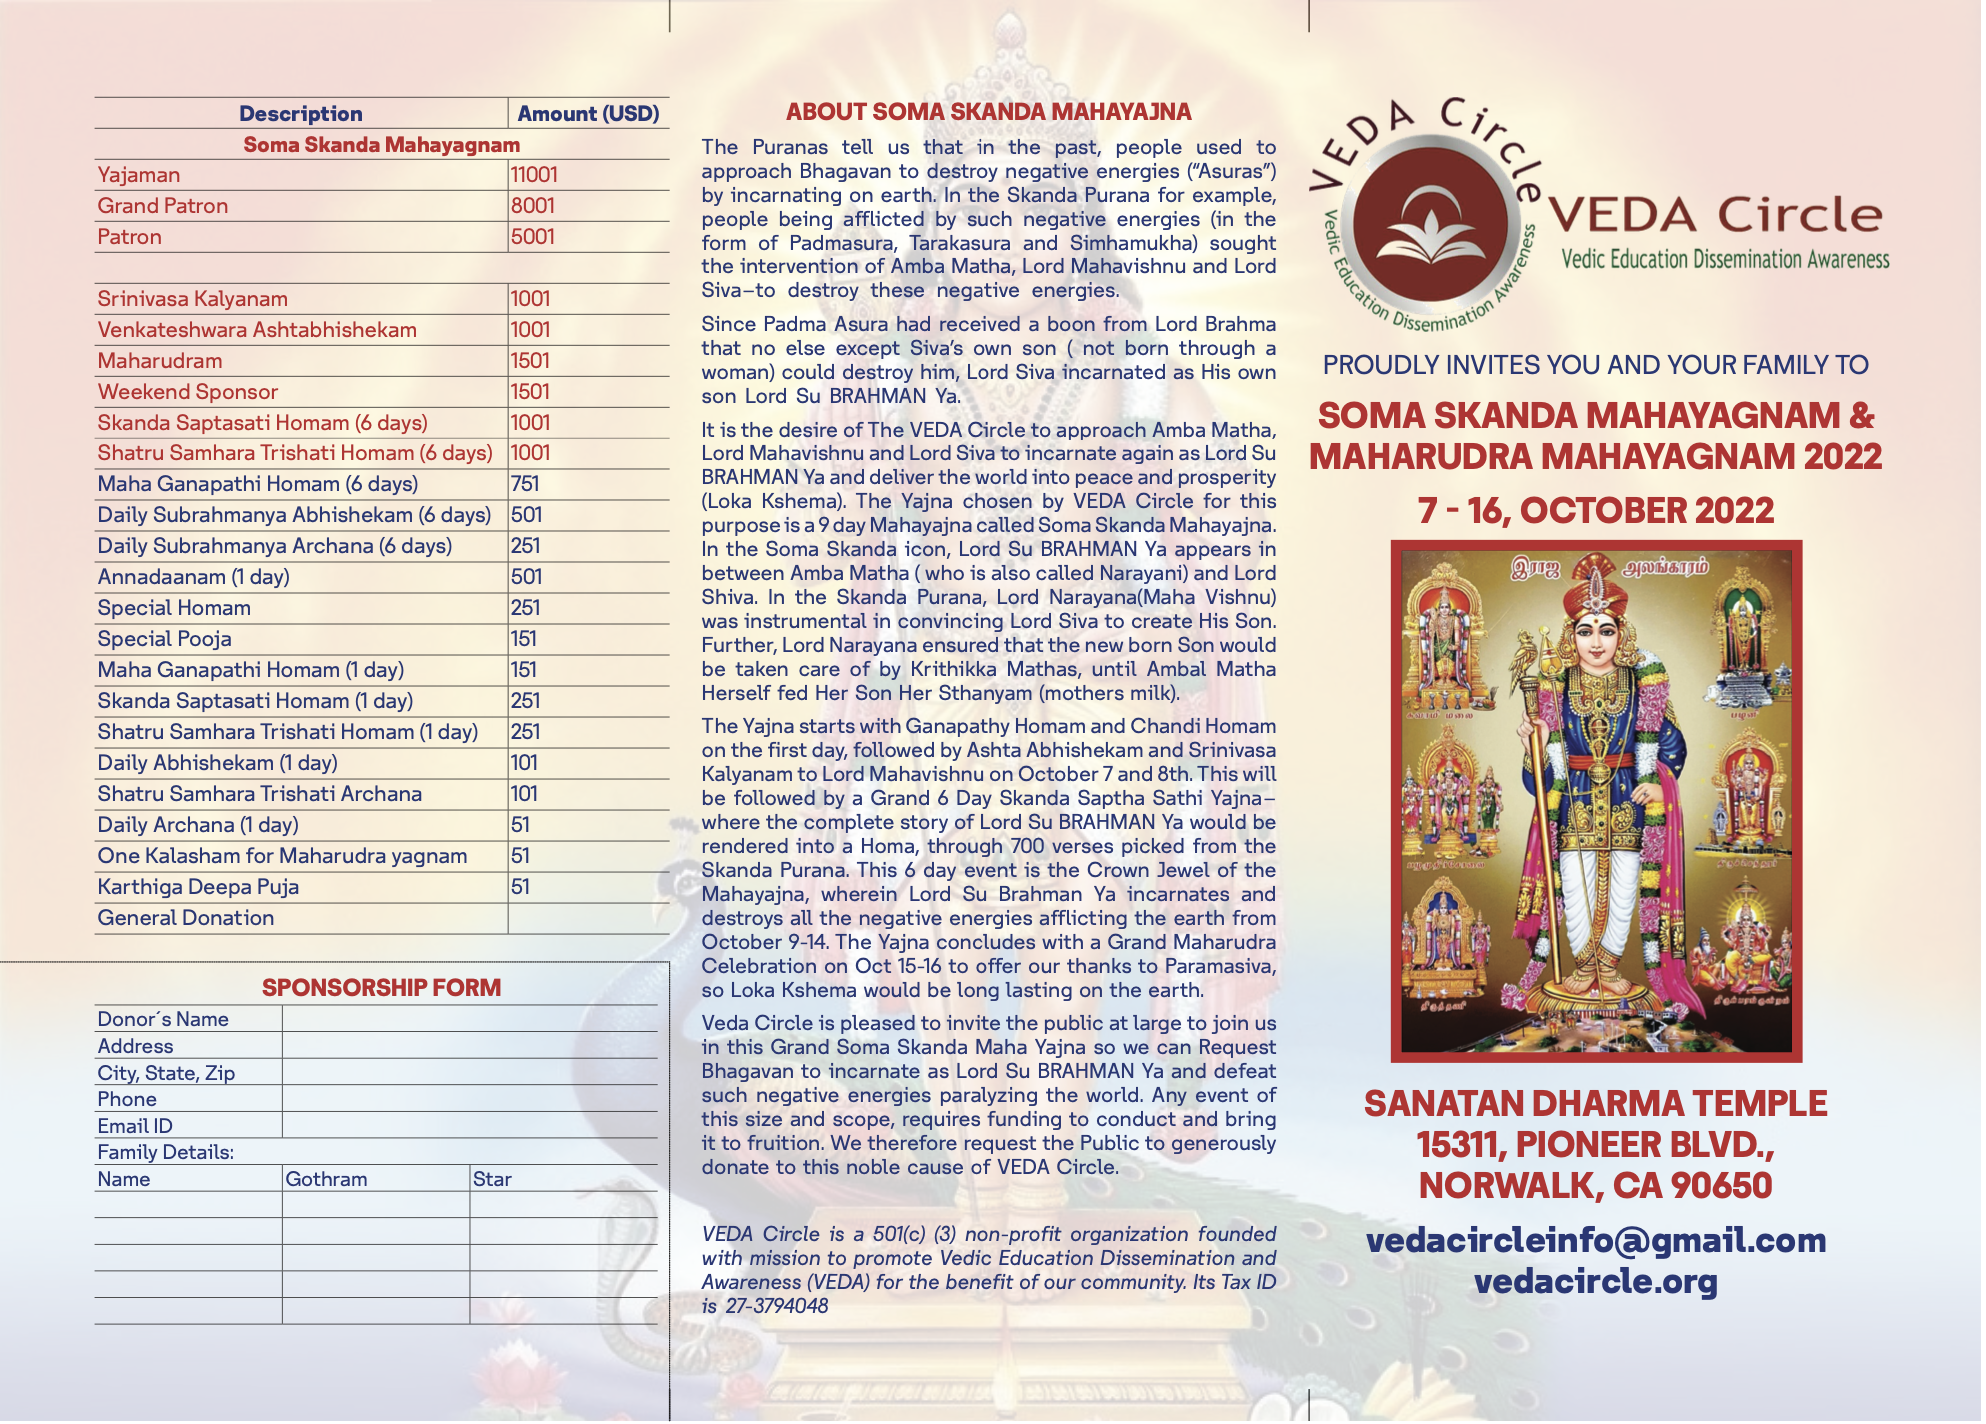 Description Amount (USD)
Soma Skanda Mahayagnam
Yajaman 11001
Grand Patron 8001
Patron 5001
Srinivasa Kalyanam 1001
Venkateshwara Ashtabhishekam 1001
Maharudram 1501
Weekend Sponsor 1501
Skanda Saptasati Homam (6 days) 1001
Shatru Samhara Trishati Homam (6 days) 1001
Maha Ganapathi Homam (6 days) 751
Daily Subrahmanya Abhishekam (6 days) 501
Daily Subrahmanya Archana (6 days) 251
Annadaanam (1 day) 501
Special Homam 251
Special Pooja 151
Maha Ganapathi Homam (1 day) 151
Skanda Saptasati Homam (1 day) 251
Shatru Samhara Trishati Homam (1 day) 251
Daily Abhishekam (1 day) 101
Shatru Samhara Trishati Archana 101
Daily Archana (1 day) 51
One Kalasham for Maharudra yagnam 51
Karthiga Deepa Puja 51
General Donation
SPONSORSHIP FORM
Donor´s Name
Address
City, State, Zip
Phone
Email ID
Family Details:
Name Gothram Star
ABOUT SOMA SKANDA MAHAYAJNA
The Puranas tell us that in the past, people used to
approach Bhagavan to destroy negative energies (“Asuras”)
by incarnating on earth. In the Skanda Purana for example,
people being afflicted by such negative energies (in the
form of Padmasura, Tarakasura and Simhamukha) sought
the intervention of Amba Matha, Lord Mahavishnu and Lord
Siva–to destroy these negative energies.
Since Padma Asura had received a boon from Lord Brahma
that no else except Siva’s own son ( not born through a
woman) could destroy him, Lord Siva incarnated as His own
son Lord Su BRAHMAN Ya.
It is the desire of The VEDA Circle to approach Amba Matha,
Lord Mahavishnu and Lord Siva to incarnate again as Lord Su
BRAHMAN Ya and deliver the world into peace and prosperity
(Loka Kshema). The Yajna chosen by VEDA Circle for this
purpose is a 9 day Mahayajna called Soma Skanda Mahayajna.
In the Soma Skanda icon, Lord Su BRAHMAN Ya appears in
between Amba Matha ( who is also called Narayani) and Lord
Shiva. In the Skanda Purana, Lord Narayana(Maha Vishnu)
was instrumental in convincing Lord Siva to create His Son.
Further, Lord Narayana ensured that the new born Son would
be taken care of by Krithikka Mathas, until Ambal Matha
Herself fed Her Son Her Sthanyam (mothers milk).
The Yajna starts with Ganapathy Homam and Chandi Homam
on the first day, followed by Ashta Abhishekam and Srinivasa
Kalyanam to Lord Mahavishnu on October 7 and 8th. This will
be followed by a Grand 6 Day Skanda Saptha Sathi Yajna–
where the complete story of Lord Su BRAHMAN Ya would be
rendered into a Homa, through 700 verses picked from the
Skanda Purana. This 6 day event is the Crown Jewel of the
Mahayajna, wherein Lord Su Brahman Ya incarnates and
destroys all the negative energies afflicting the earth from
October 9-14. The Yajna concludes with a Grand Maharudra
Celebration on Oct 15-16 to offer our thanks to Paramasiva,
so Loka Kshema would be long lasting on the earth.
Veda Circle is pleased to invite the public at large to join us
in this Grand Soma Skanda Maha Yajna so we can Request
Bhagavan to incarnate as Lord Su BRAHMAN Ya and defeat
such negative energies paralyzing the world. Any event of
this size and scope, requires funding to conduct and bring
it to fruition. We therefore request the Public to generously
donate to this noble cause of VEDA Circle.
VEDA Circle is a 501(c) (3) non-profit organization founded
with mission to promote Vedic Education Dissemination and
Awareness (VEDA) for the benefit of our community. Its Tax ID
is 27-3794048
VEDA Circle
Vedic Education Dissemination Awareness
VEDA Circle
Vedic Education Dissemination Awareness
PROUDLY INVITES YOU AND YOUR FAMILY TO
SOMA SKANDA MAHAYAGNAM &
MAHARUDRA MAHAYAGNAM 2022
7 - 16, OCTOBER 2022
இராஜ அலங்காரம்
சுவாமி மலை
பழனி
பழமுதிர்சோலை
திருச்செந்தூர்
திருத்தணி
திருப்பரங்குன்றம்
SANATAN DHARMA TEMPLE
15311, PIONEER BLVD.,
NORWALK, CA 90650
vedacircleinfo@gmail.com
vedacircle.org